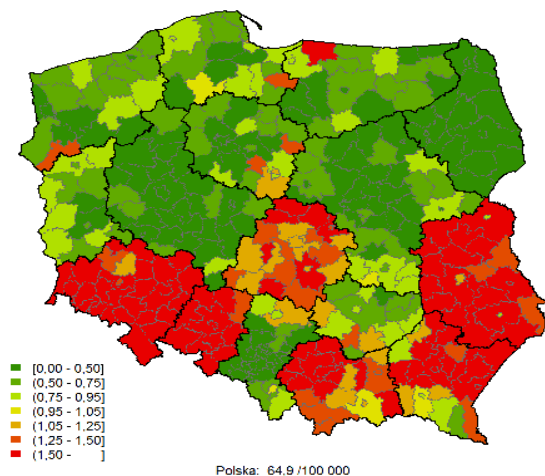 [0,00 - 0,50]
(0,50 - 0,75]
(0,75 - 0,95]
(0,95 - 1,05]
(1,05 - 1,25]
(1,25 - 1,50]
(1,50 -        ]
Polska: 64,9 /100 000